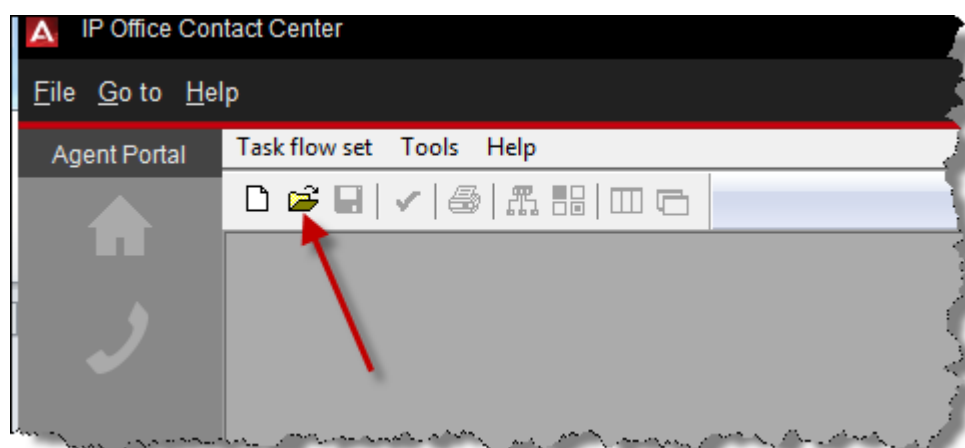 IP Office Contact Center
File Go to Help
Agent Portal
Task flow set Tools Help